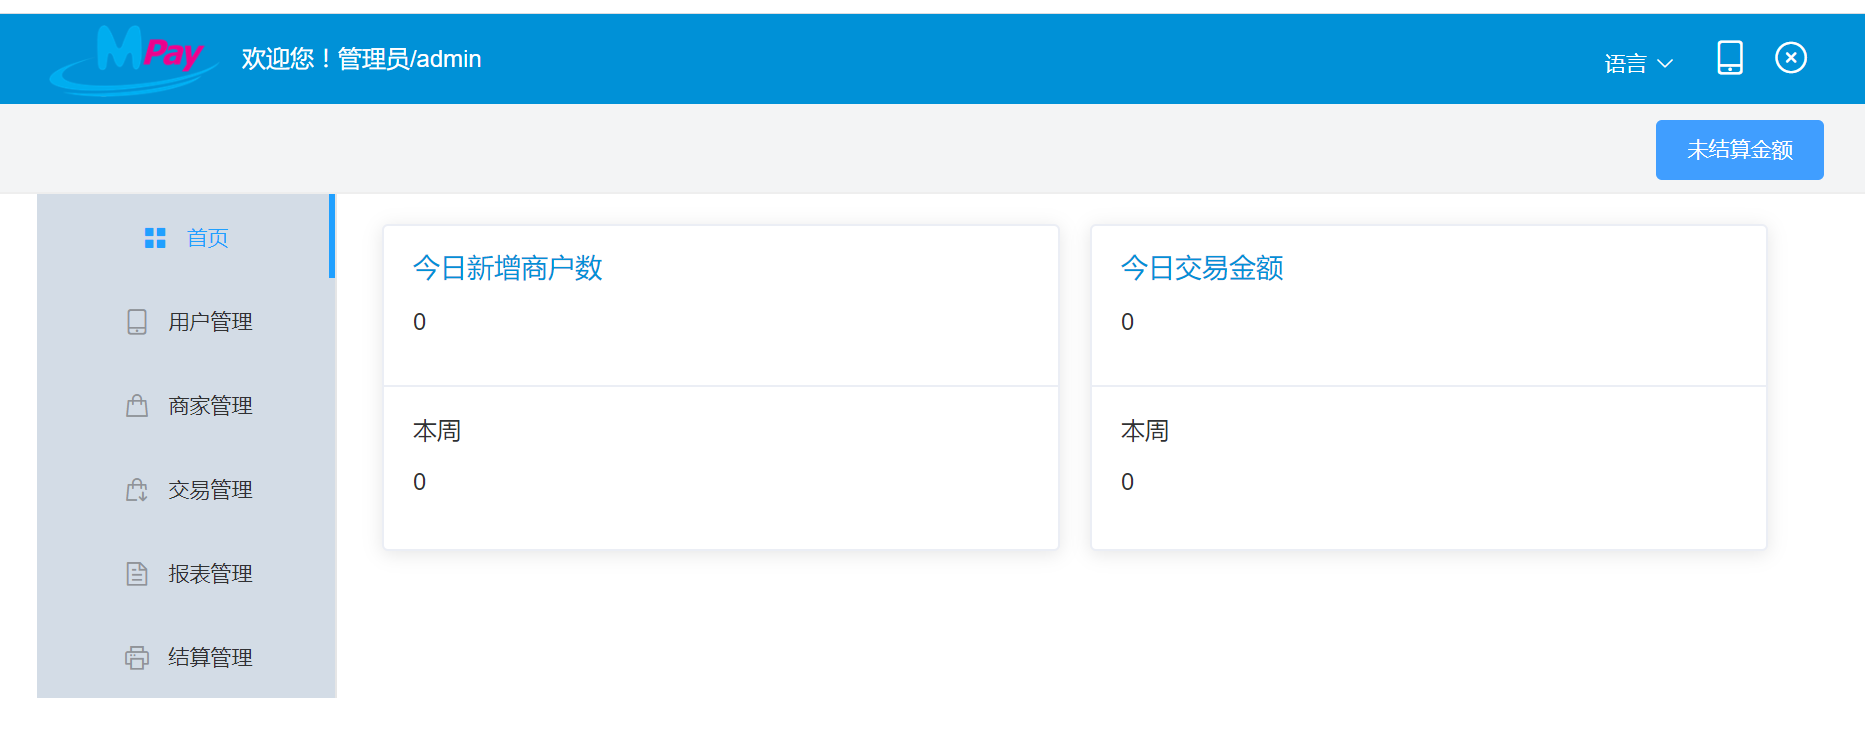 MPay 欢迎您！管理员/admin 语言
未结算金额
首页
用户管理
商家管理
交易管理
报表管理
结算管理
今日新增商户数
0
本周
0
今日交易金额
0
本周
0